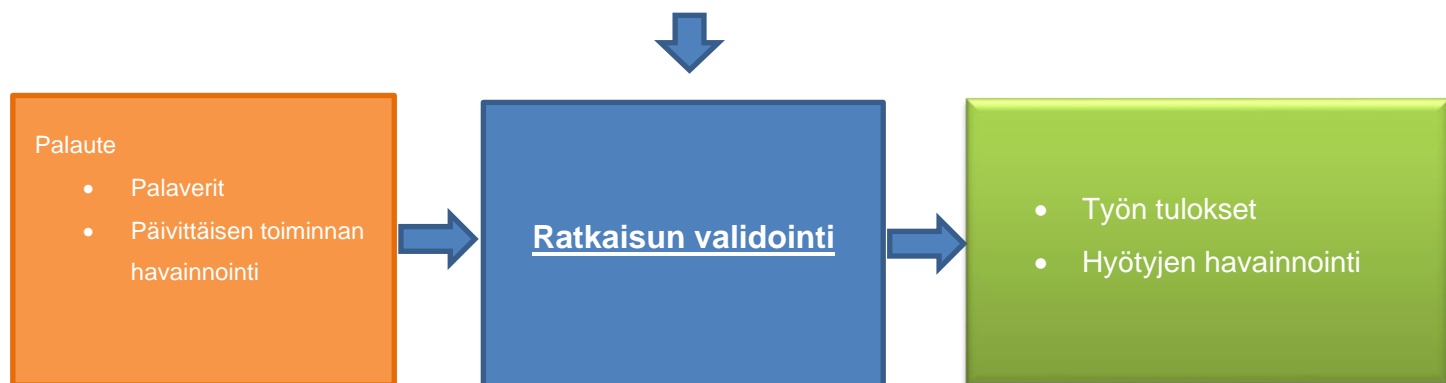 Palaute
• Palaverit
• Päivittäisen toiminnan
havainnointi
Ratkaisun validointi
• Työn tulokset
• Hyötyjen havainnointi